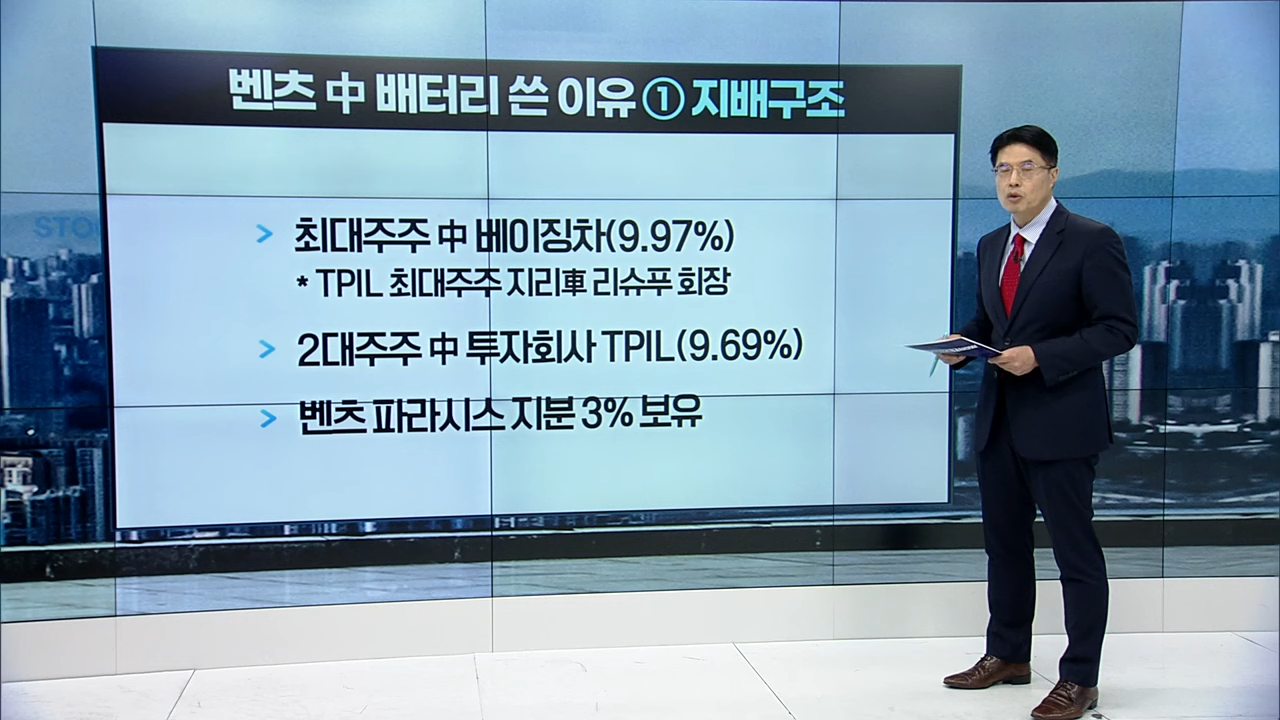 벤츠 中 배터리 쓴 이유 ① 지배구조
> 최대주주 中 베이징차(9.97%)
* TPIL 최대주주 지리車 리슈푸 회장
> 2대주주 中 투자회사 TPIL(9.69%)
> 벤츠 파라시스 지분 3% 보유